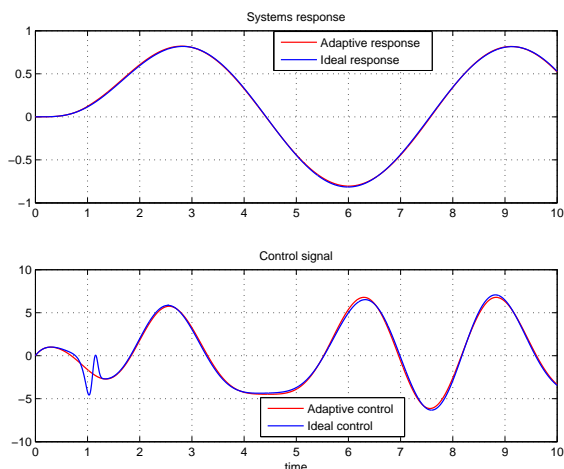 Systems response
1
0.5
0
−0.5
−1
0 1 2 3 4 5 6 7 8 9 10
Adaptive response
Ideal response
Control signal
10
5
0
−5
−10
0 1 2 3 4 5 6 7 8 9 10
Adaptive control
Ideal control
time